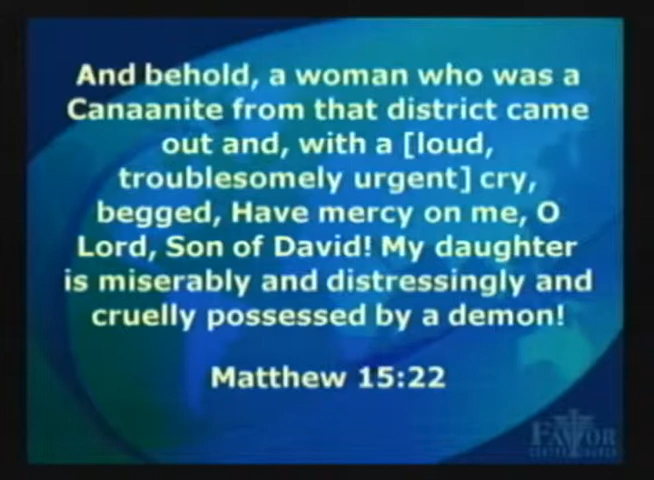 And behold, a woman who was a
Canaanite from that district came
out and, with a [loud,
troublesomely urgent] cry,
begged, Have mercy on me, O
Lord, Son of David! My daughter
is miserably and distressingly and
cruelly possessed by a demon!
Matthew 15:22
FAVOR
CENTER CHURCH